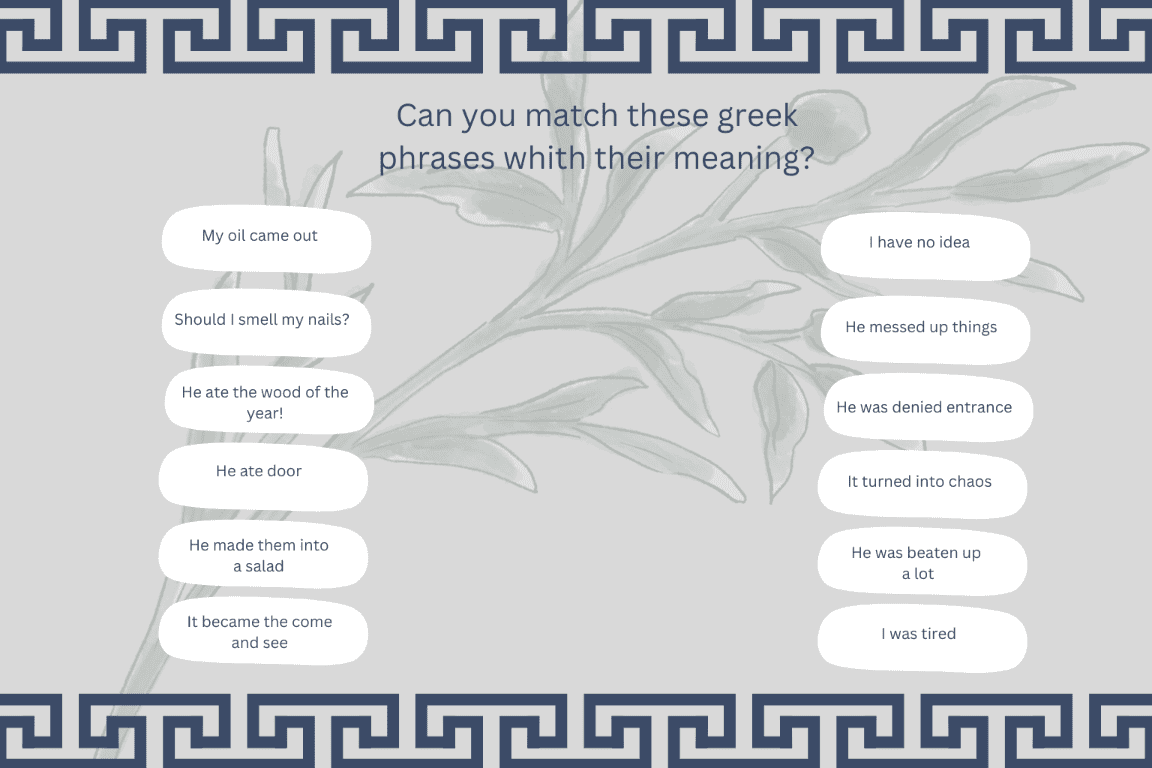 Can you match these greek
phrases whith their meaning?
My oil came out
Should I smell my nails?
He ate the wood of the
year!
He ate door
He made them into
a salad
It became the come
and see
I have no idea
He messed up things
He was denied entrance
It turned into chaos
He was beaten up
a lot
I was tired